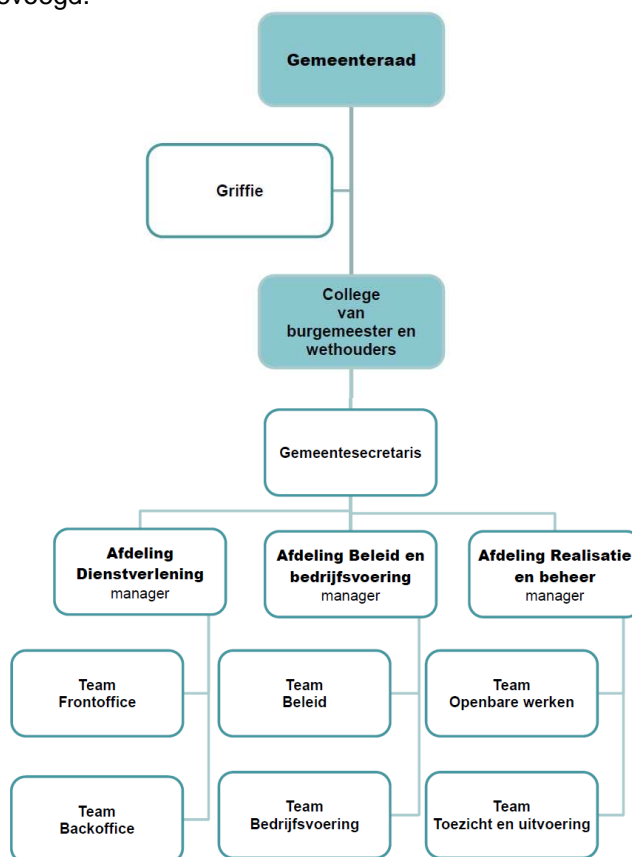 Gemeenteraad
Griffie
College
van
burgemeester en
wethouders
Gemeentesecretaris
Afdeling
Dienstverlening
manager
Afdeling Beleid en
bedrijfsvoering
manager
Afdeling Realisatie
en beheer
manager
Team
Frontoffice
Team
Beleid
Team
Openbare werken
Team
Backoffice
Team
Bedrijfsvoering
Team
Toezicht en uitvoering